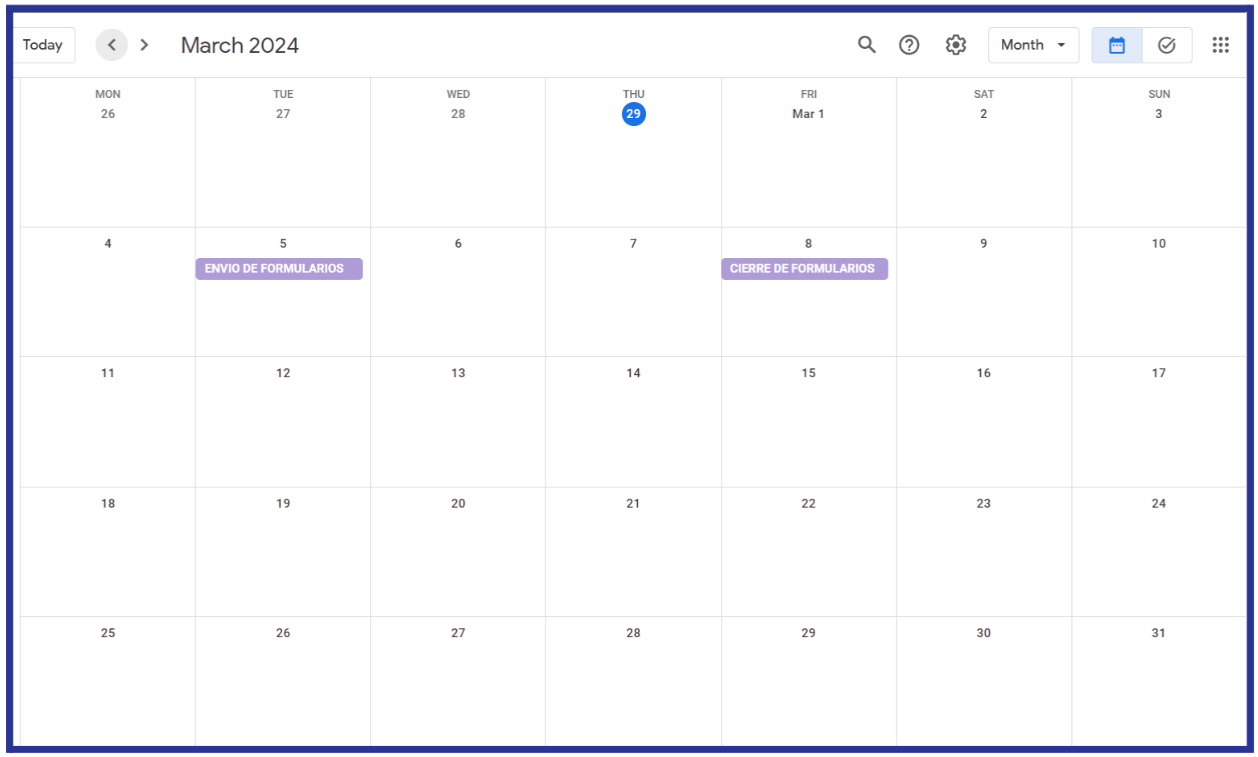 Today
March 2024
Month
MON TUE WED THU FRI SAT SUN
26 27 28 29 Mar 1 2 3
4 5 6 7 8 9 10
ENVIO DE FORMULARIOS CIERRE DE FORMULARIOS
11 12 13 14 15 16 17
18 19 20 21 22 23 24
25 26 27 28 29 30 31